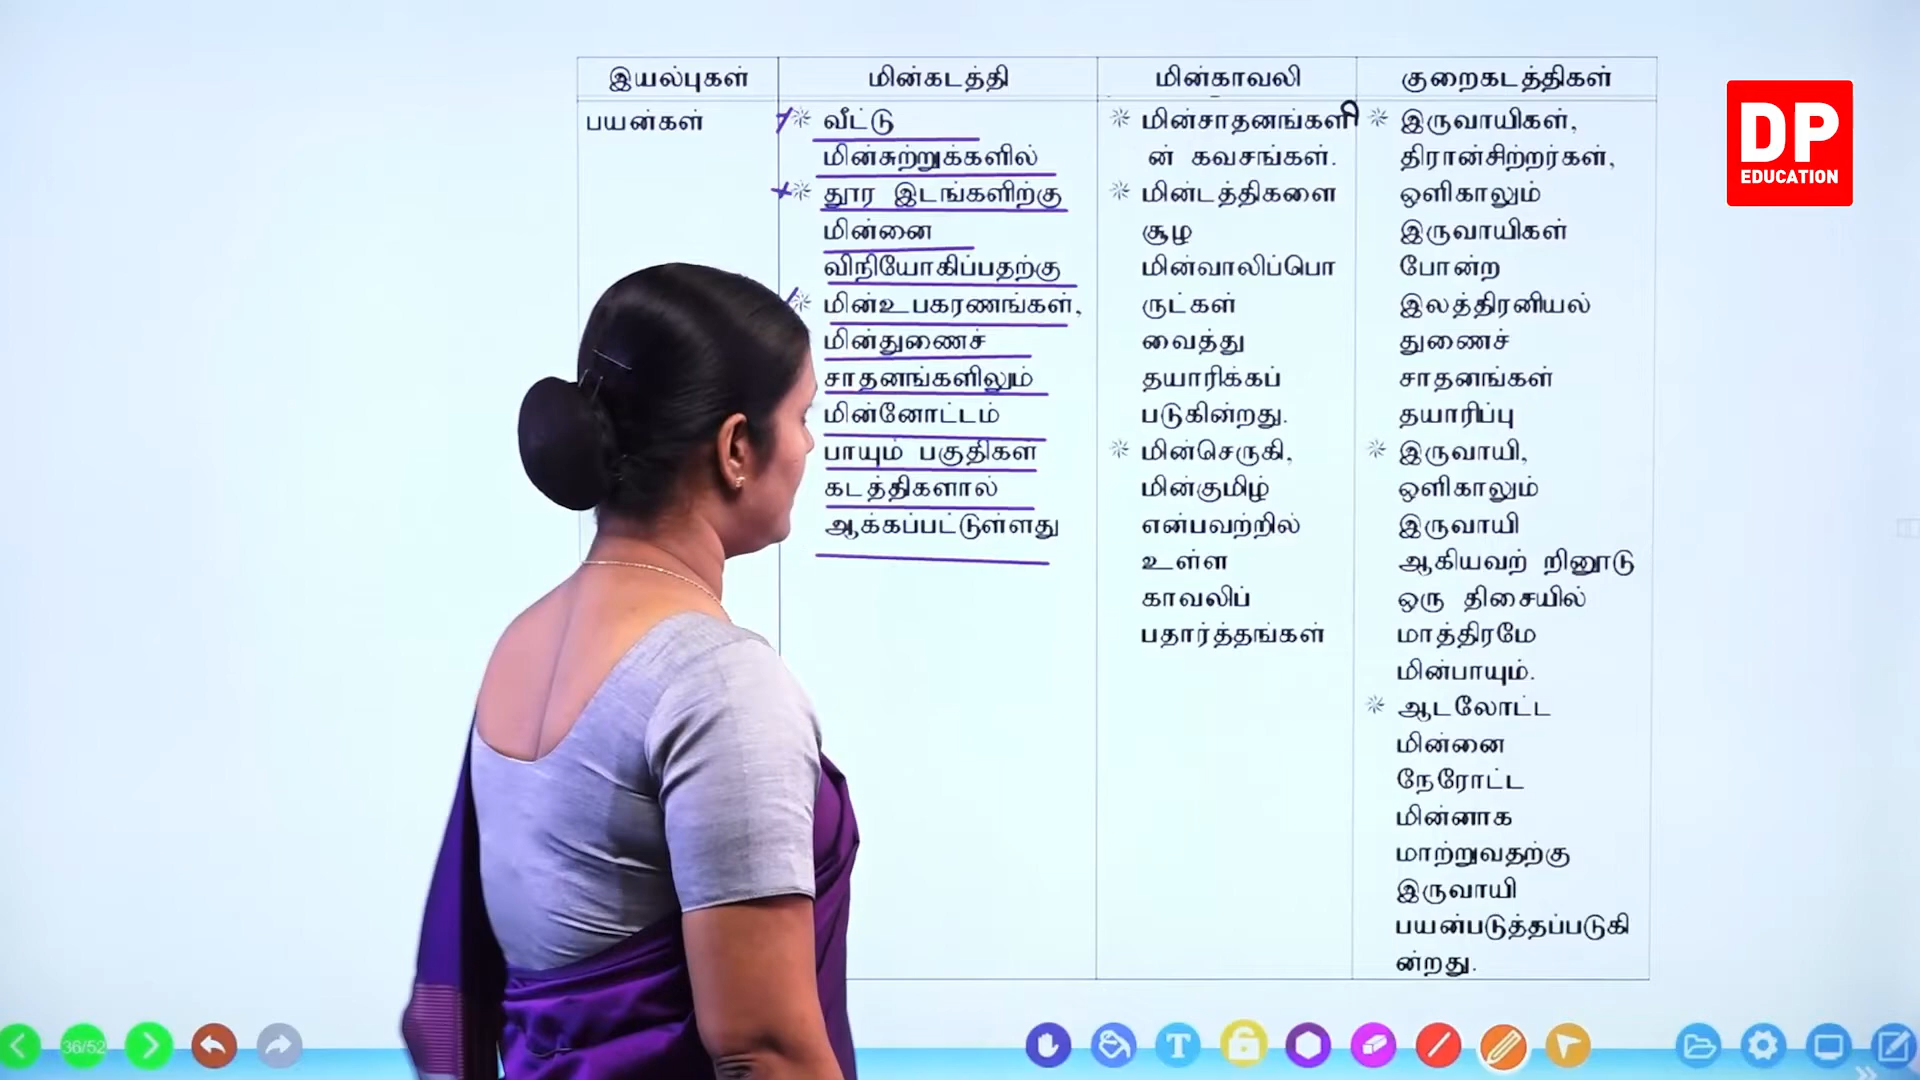 இயல்புகள்
மின்கடத்தி
மின்காவலி
குறைகடத்திகள்
பயன்கள்
வீட்டு
மின்சுற்றுக்களில்
தூர இடங்களிற்கு
மின்னை
விநியோகிப்பதற்கு
மின்உபகரணங்கள்,
மின்துணைச்
சாதனங்களிலும்
மின்னோட்டம்
பாயும் பகுதிகள்
கடத்திகளால்
ஆக்கப்பட்டுள்ளது
மின்சாதனங்களி
ன் கவசங்கள்.
மின்டத்திகளை
சூழ
மின்வாலிப்பொ
ருட்கள்
வைத்து
தயாரிக்கப்
படுகின்றது.
மின்செருகி,
மின்குமிழ்
என்பவற்றில்
உள்ள
காவலிப்
பதார்த்தங்கள்
இருவாயிகள்,
திரான்சிற்றர்கள்,
ஒளிகாலும்
இருவாயிகள்
போன்ற
இலத்திரனியல்
துணைச்
சாதனங்கள்
தயாரிப்பு
இருவாயி,
ஒளிகாலும்
இருவாயி
ஆகியவற் றினூடு
ஒரு திசையில்
மாத்திரமே
மின்பாயும்.
ஆடலோட்ட
மின்னை
நேரோட்ட
மின்னாக
மாற்றுவதற்கு
இருவாயி
பயன்படுத்தப்படுகி
ன்றது.
DP
EDUCATION
36/52
T